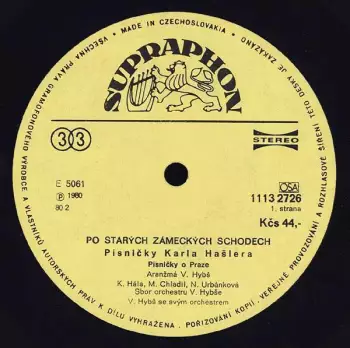 • MADE IN CZECHOSLOVAKIA •
VŠECHNA PRÁVA GRAMOFONOVÉHO VÝROBCE A VLASTNÍKŮ AUTORSKÝCH PRÁV K DÍLU VYHRAŽENA. POŘIZOVÁNÍ KOPIÍ, VEŘEJNÉ PROVOZOVÁNÍ A ROZHLASOVÉ ŠÍŘENÍ TÉTO DESKY JE ZAKÁZÁNO
SUPRAPHON
33
STEREO
E 5061
Ⓟ 1980
80 2
OSA
1113 2726
1. strana
Kčs 44,-
PO STARÝCH ZÁMECKÝCH SCHODECH
Písničky Karla Hašlera
Písničky o Praze
Aranžmá V. Hybš
K. Hála, M. Chladil, N. Urbánková
Sbor orchestru V. Hybše
V. Hybš se svým orchestrem